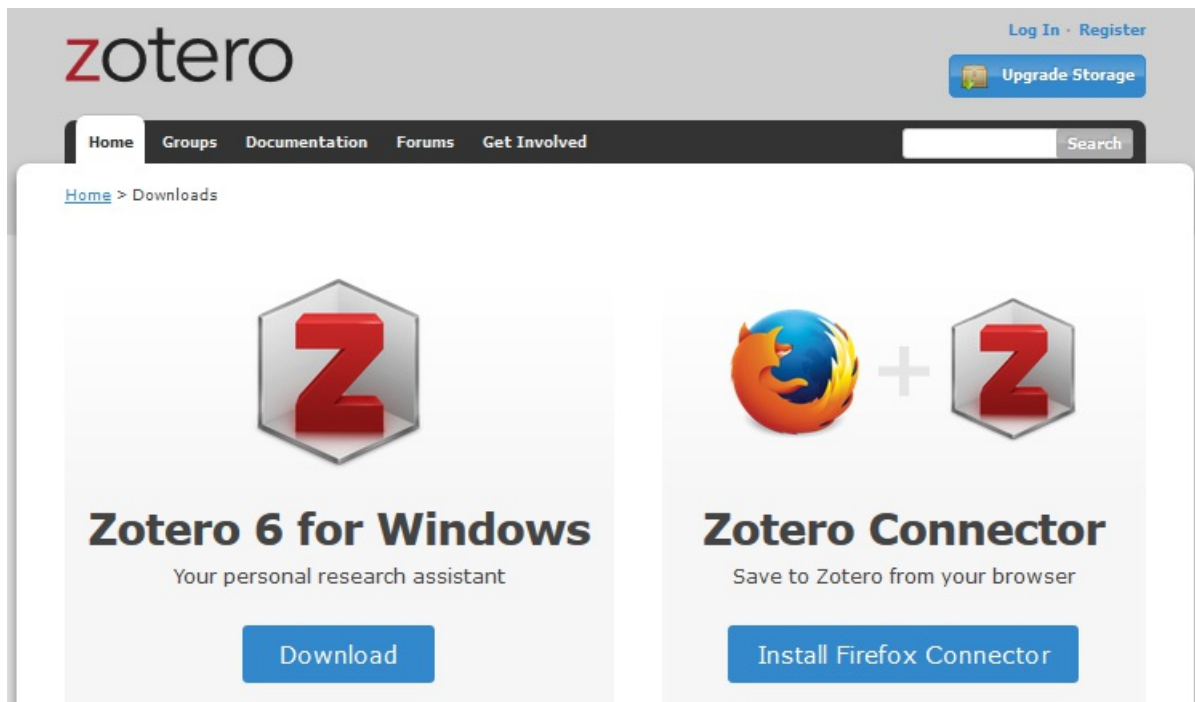 zotero
Log In · Register
Upgrade Storage
Home Groups Documentation Forums Get Involved Search
Home > Downloads
Z
Z
Zotero 6 for Windows
Your personal research assistant
Download
Zotero Connector
Save to Zotero from your browser
Install Firefox Connector